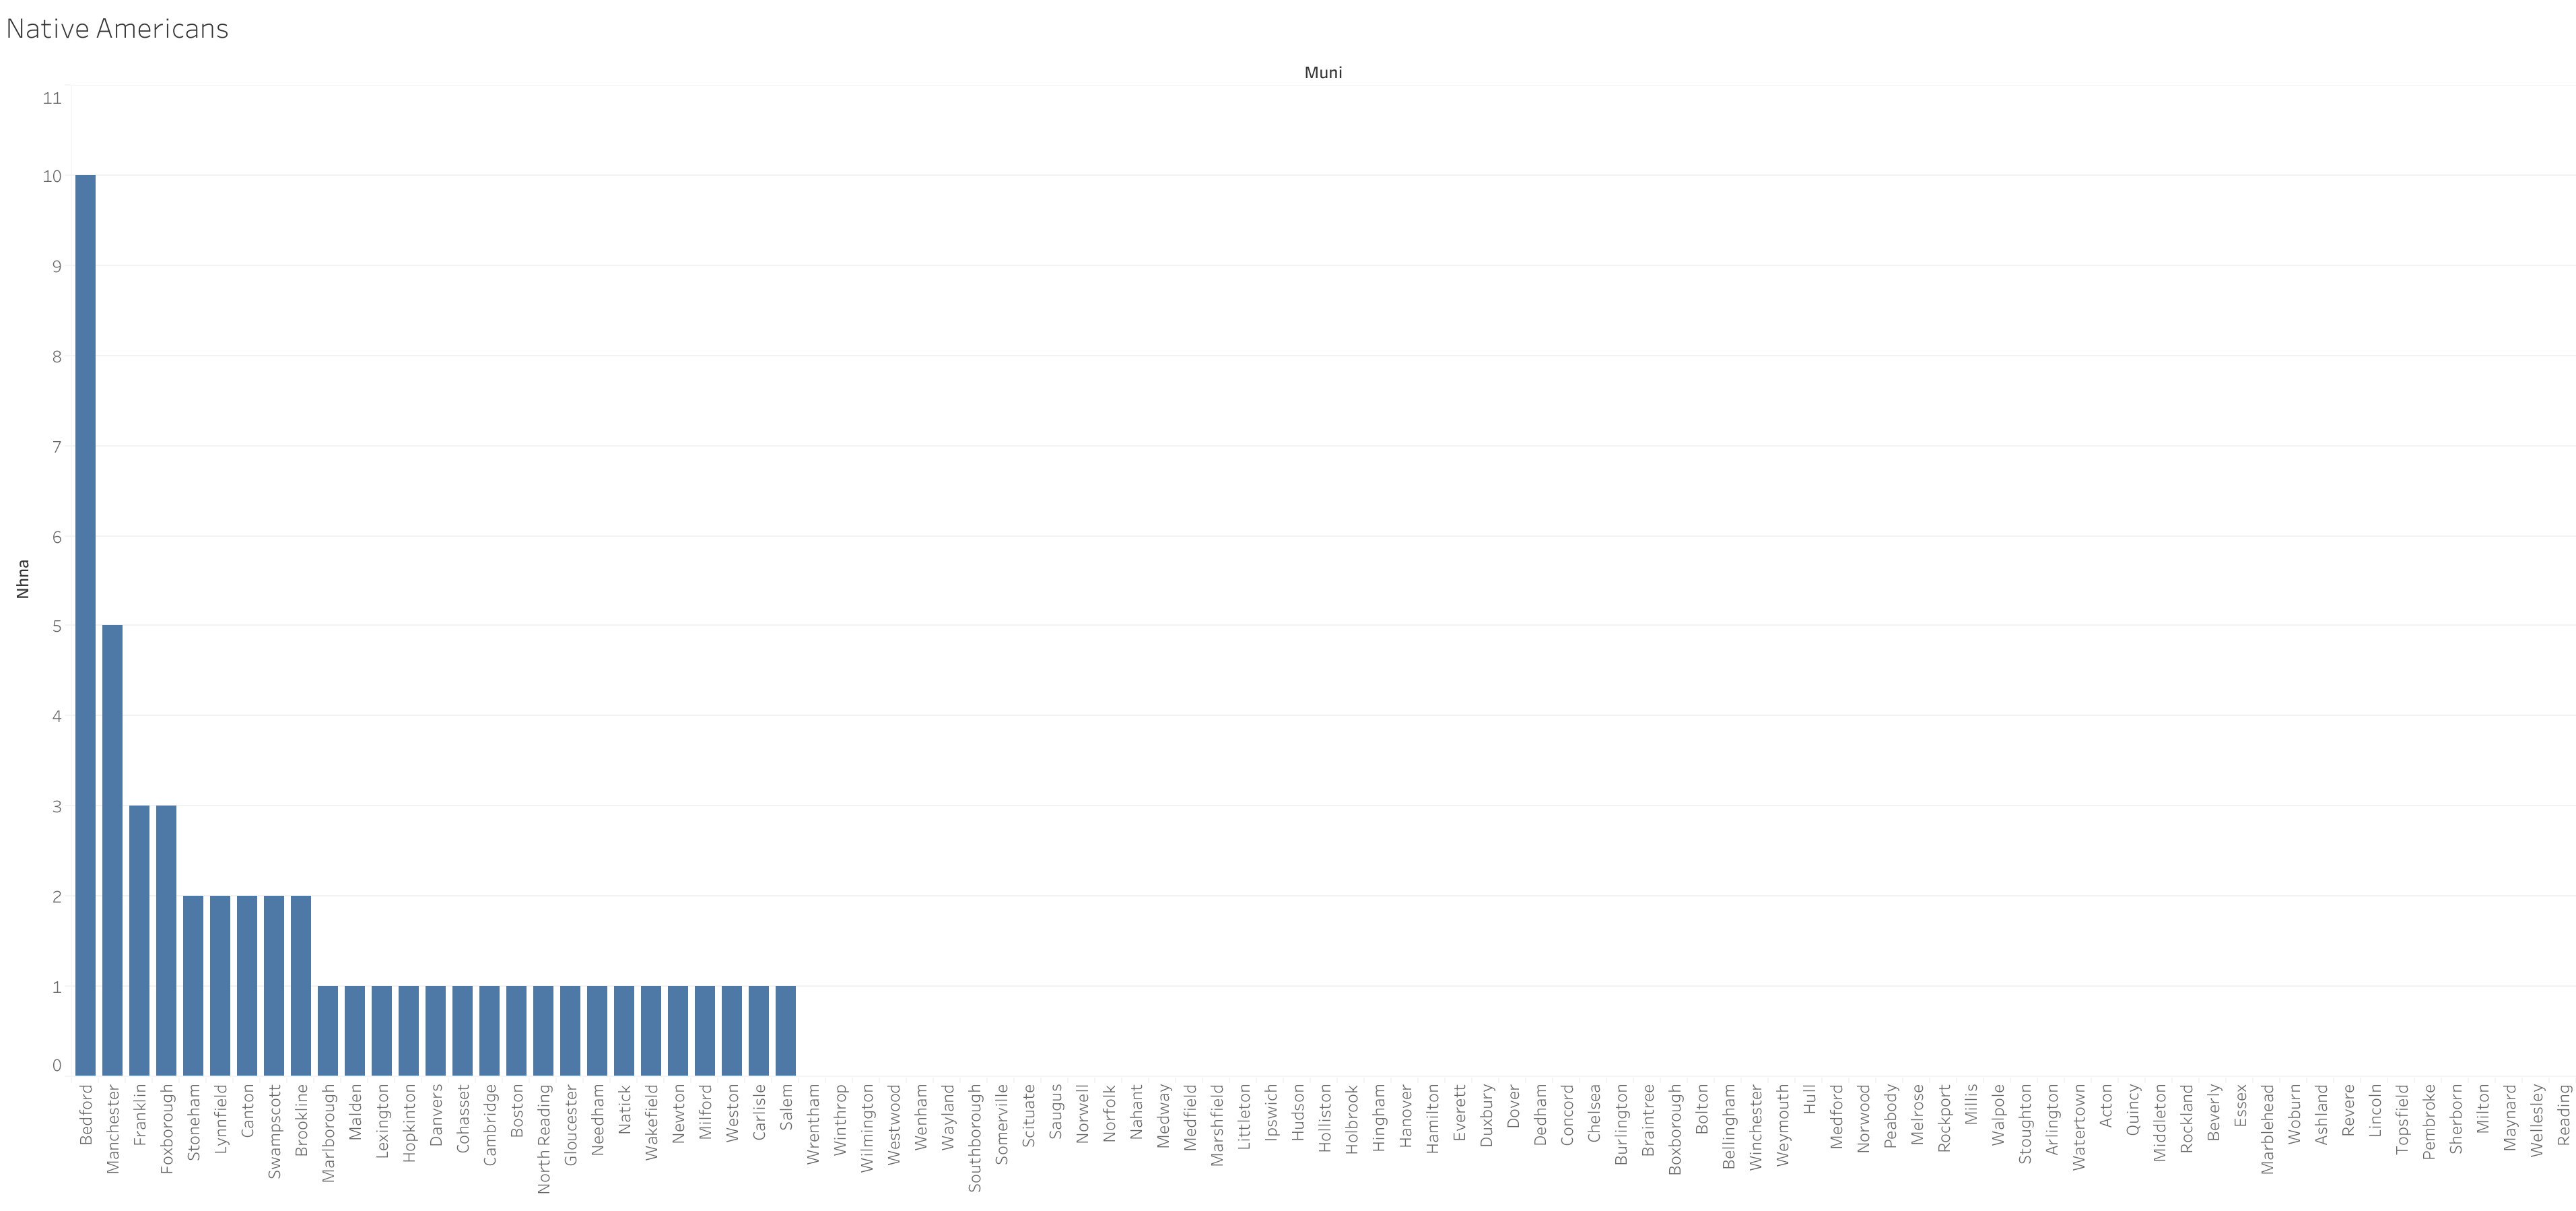 Native Americans
Muni
11
10
9
8
7
6
5
4
3
2
1
0
Nhna
Bedford
Manchester
Franklin
Foxborough
Stoneham
Lynnfield
Canton
Swampscott
Brookline
Marlborough
Malden
Lexington
Hopkinton
Danvers
Cohasset
Cambridge
Boston
North Reading
Gloucester
Needham
Natick
Wakefield
Newton
Milford
Weston
Carlisle
Salem
Wrentham
Winthrop
Wilmington
Westwood
Wenham
Wayland
Southborough
Somerville
Scituate
Saugus
Norwell
Norfolk
Nahant
Medway
Medfield
Marshfield
Littleton
Ipswich
Hudson
Holliston
Holbrook
Hingham
Hanover
Hamilton
Everett
Duxbury
Dover
Dedham
Concord
Chelsea
Burlington
Braintree
Boxborough
Bolton
Bellingham
Winchester
Weymouth
Hull
Medford
Norwood
Peabody
Melrose
Rockport
Millis
Walpole
Stoughton
Arlington
Watertown
Acton
Quincy
Middleton
Rockland
Beverly
Essex
Marblehead
Woburn
Ashland
Revere
Lincoln
Topsfield
Pembroke
Sherborn
Milton
Maynard
Wellesley
Reading